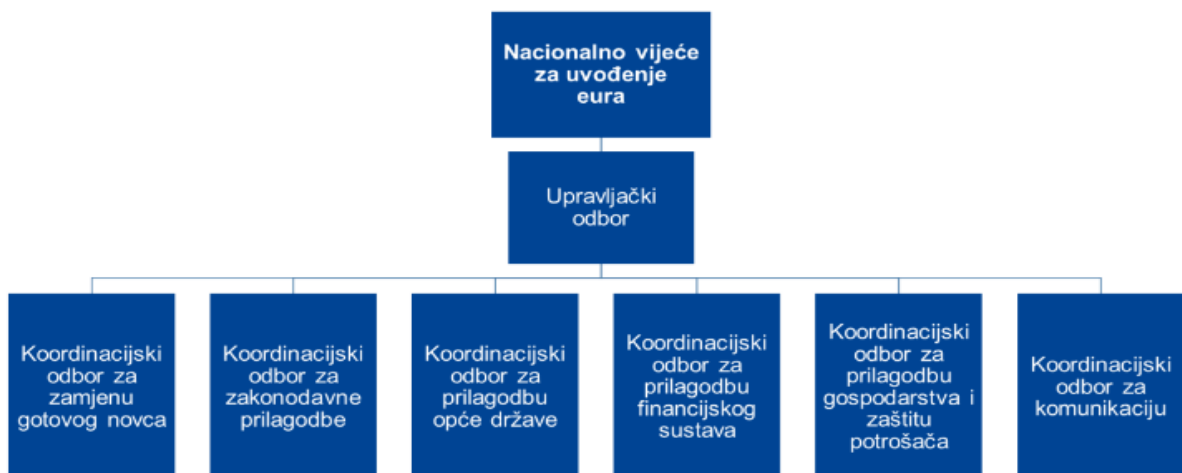 Nacionalno vijeće
za uvođenje
eura
Upravljački
odbor
Koordinacijski
odbor za
zamjenu
gotovog novca
Koordinacijski
odbor za
zakonodavne
prilagodbe
Koordinacijski
odbor za
prilagodbu
opće države
Koordinacijski
odbor za
prilagodbu
financijskog
sustava
Koordinacijski
odbor za
prilagodbu
gospodarstva i
zaštitu
potrošača
Koordinacijski
odbor za
komunikaciju